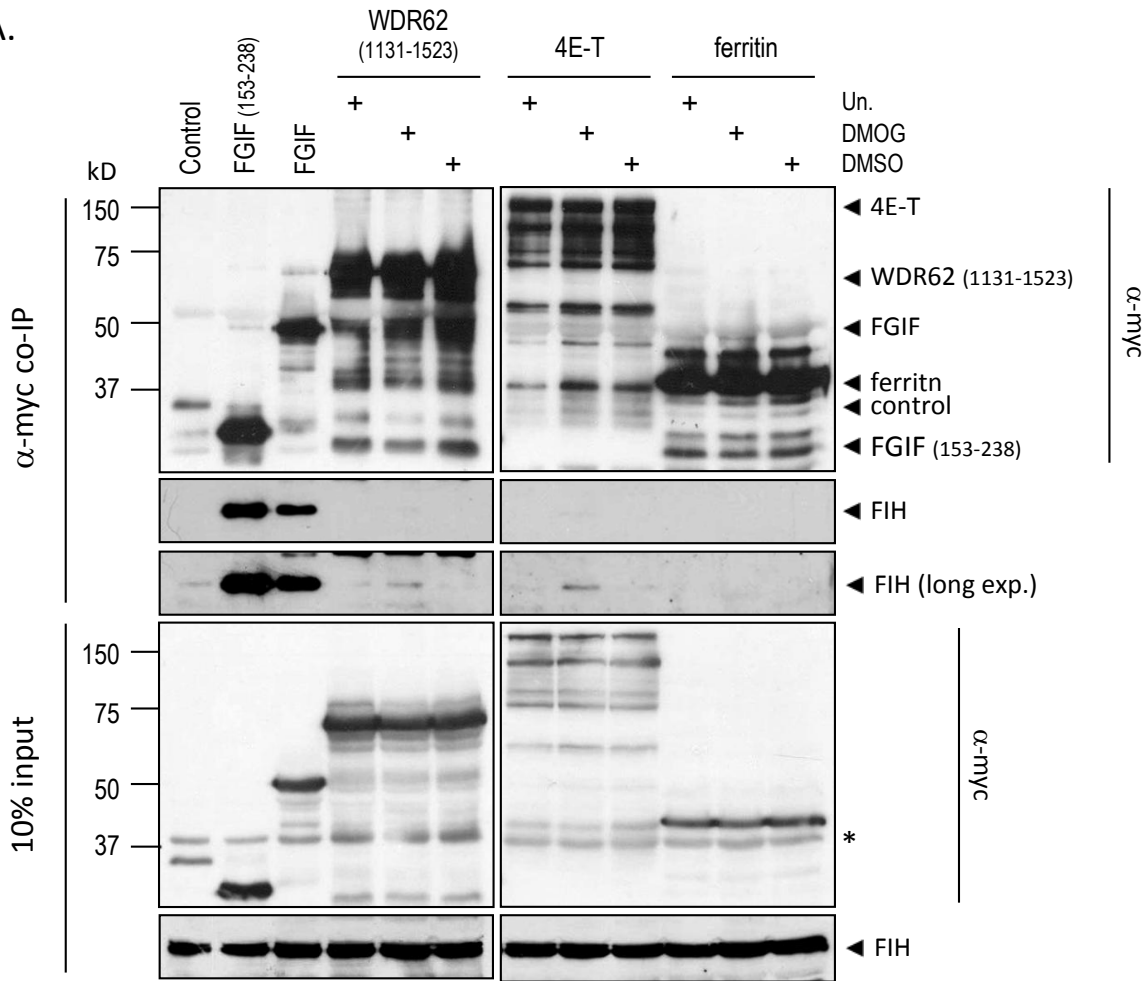 A.
WDR62
(1131-1523)
4E-T
ferritin
Control
FGIF (153-238)
FGIF
+ + + Un.
+ + + DMOG
+ + + DMSO
kD
150
75
50
37
α-myc co-IP
◄ 4E-T
◄ WDR62 (1131-1523)
◄ FGIF
◄ ferritn
◄ control
◄ FGIF (153-238)
α-myc
◄ FIH
◄ FIH (long exp.)
10% input
150
75
50
37
*
α-myc
◄ FIH